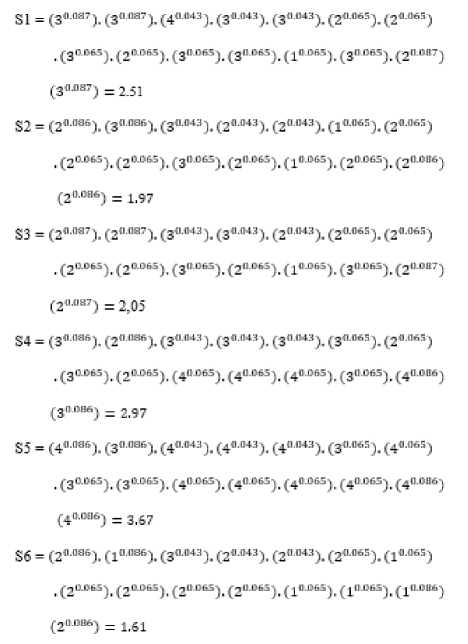 S1 = (3^0.087). (3^0.087). (4^0.043). (3^0.043). (3^0.043). (2^0.065). (2^0.065)
. (3^0.065). (2^0.065). (3^0.065). (3^0.065). (1^0.065). (3^0.065). (2^0.087)
(3^0.087) = 2.51
S2 = (2^0.086). (3^0.086). (3^0.043). (2^0.043). (2^0.043). (1^0.065). (2^0.065)
. (2^0.065). (2^0.065). (3^0.065). (2^0.065). (1^0.065). (2^0.065). (2^0.086)
(2^0.086) = 1.97
S3 = (2^0.087). (2^0.087). (3^0.043). (3^0.043). (2^0.043). (2^0.065). (2^0.065)
. (2^0.065). (2^0.065). (3^0.065). (2^0.065). (1^0.065). (3^0.065). (2^0.087)
(2^0.087) = 2,05
S4 = (3^0.086). (2^0.086). (3^0.043). (3^0.043). (3^0.043). (3^0.065). (2^0.065)
. (3^0.065). (2^0.065). (4^0.065). (4^0.065). (4^0.065). (3^0.065). (4^0.086)
(3^0.086) = 2.97
S5 = (4^0.086). (3^0.086). (4^0.043). (4^0.043). (4^0.043). (3^0.065). (4^0.065)
. (3^0.065). (3^0.065). (4^0.065). (4^0.065). (4^0.065). (4^0.065). (4^0.086)
(4^0.086) = 3.67
S6 = (2^0.086). (1^0.086). (3^0.043). (2^0.043). (2^0.043). (2^0.065). (1^0.065)
. (2^0.065). (2^0.065). (2^0.065). (2^0.065). (1^0.065). (1^0.065). (1^0.086)
(2^0.086) = 1.61